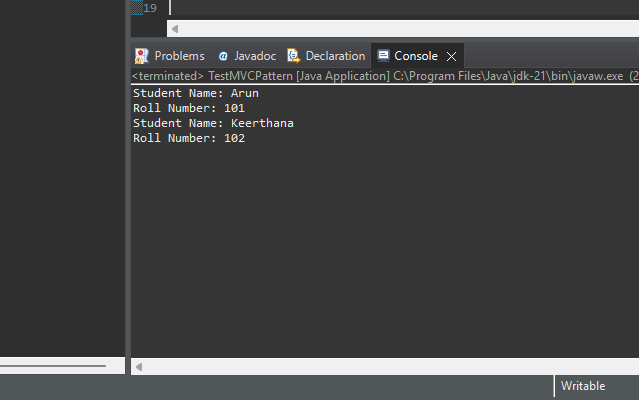 19
Problems @ Javadoc Declaration Console
<terminated> TestMVCPattern [Java Application] C:\Program Files\Java\jdk-21\bin\javaw.exe (2
Student Name: Arun
Roll Number: 101
Student Name: Keerthana
Roll Number: 102
Writable